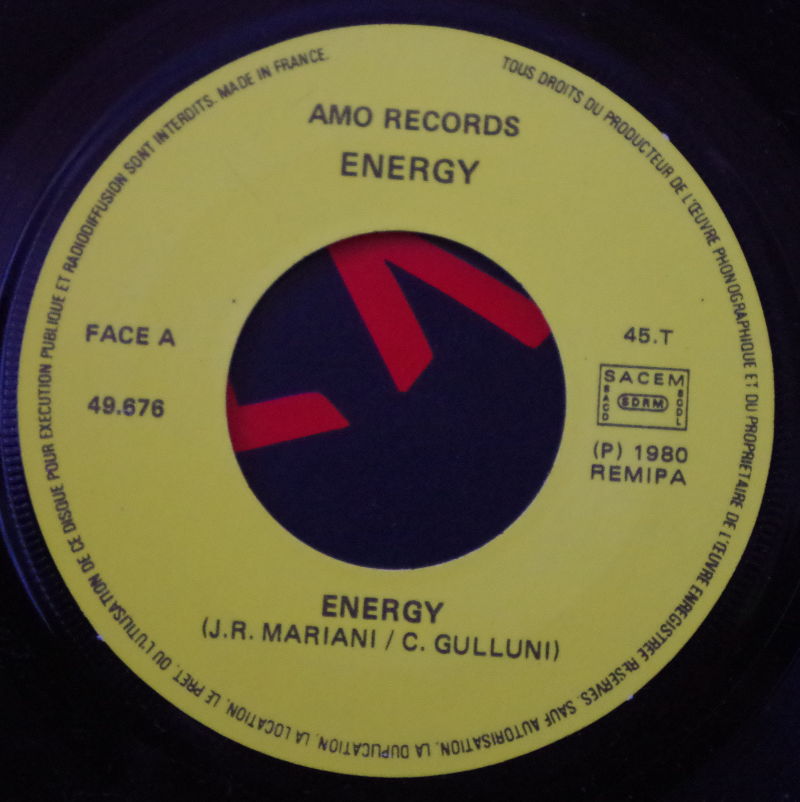 TOUS DROITS DU PRODUCTEUR DE L'ŒUVRE PHONOGRAPHIQUE ET DU PROPRIETAIRE DE L'ŒUVRE ENREGISTREE RESERVES. SAUF AUTORISATION, LA DUPLICATION, LA LOCATION, LE PRET, OU L'UTILISATION DE CE DISQUE POUR EXECUTION PUBLIQUE ET RADIODIFFUSION SONT INTERDITS. MADE IN FRANCE.
AMO RECORDS
ENERGY
FACE A
49.676
45.T
SACEM
SACD
SDRM
SGDL
(P) 1980
REMIPA
ENERGY
(J.R. MARIANI / C. GULLUNI)